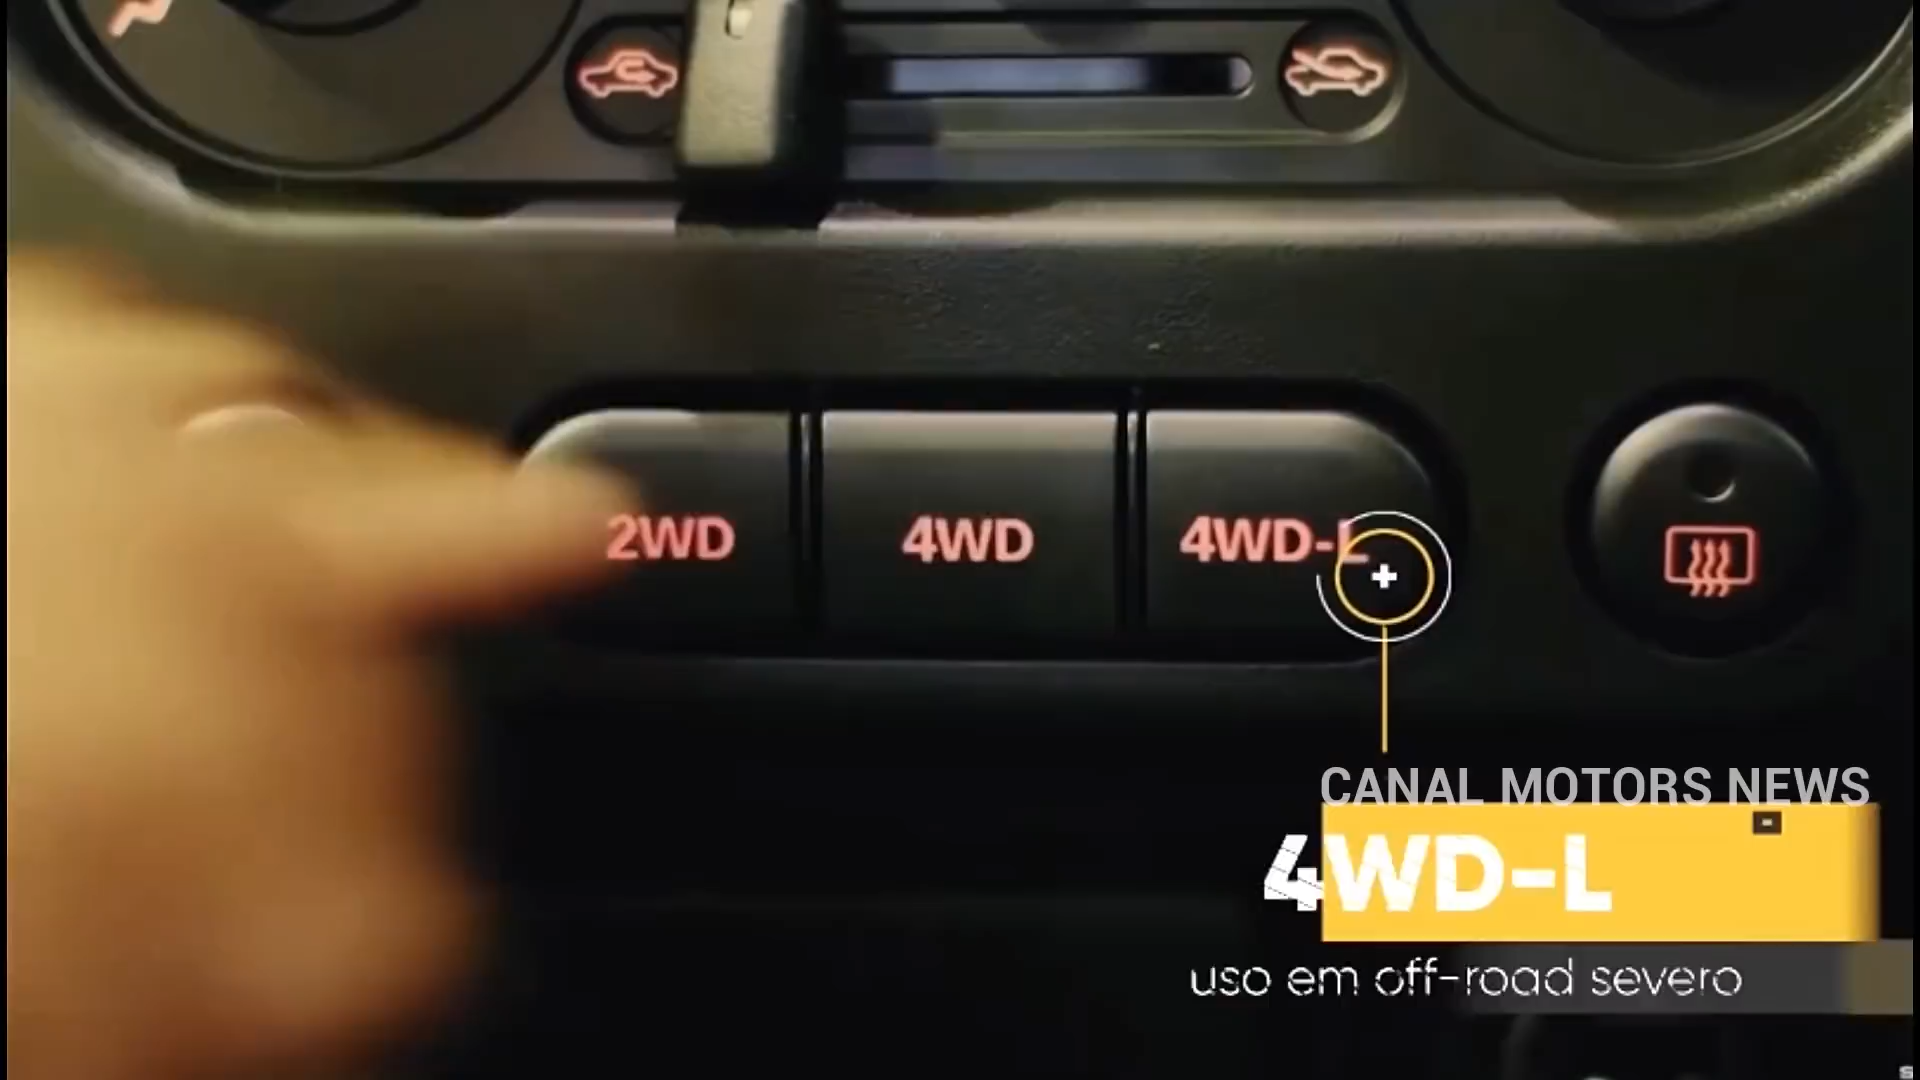 2WD 4WD 4WD-L
CANAL MOTORS NEWS
4WD-L
uso em off-road severo